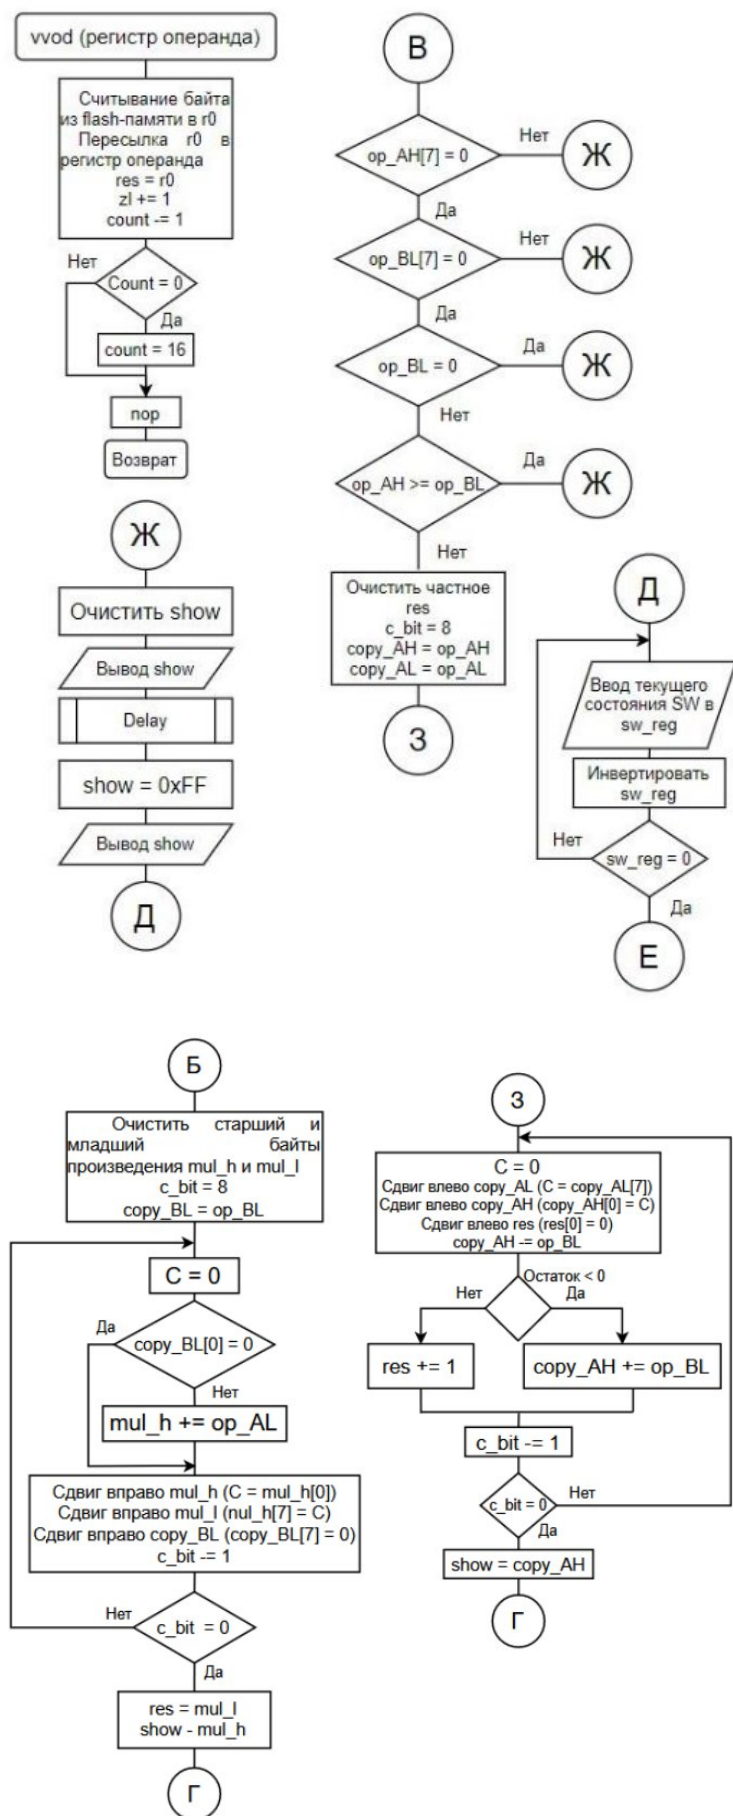 vvod (регистр операнда)
Считывание байта
из flash-памяти в r0
Пересылка r0 в
регистр операнда
res = r0
zl += 1
count -= 1
Нет
Count = 0
Да
count = 16
nop
Возврат
Ж
Очистить show
Вывод show
Delay
show = 0xFF
Вывод show
Д
В
op_AH[7] = 0
Нет
Ж
Да
op_BL[7] = 0
Нет
Ж
Да
op_BL = 0
Да
Ж
Нет
op_AH >= op_BL
Да
Ж
Нет
Очистить частное
res
c_bit = 8
copy_AH = op_AH
copy_AL = op_AL
З
Д
Ввод текущего
состояния SW в
sw_reg
Инвертировать
sw_reg
Нет
sw_reg = 0
Да
Е
Б
Очистить старший и
младший байты
произведения mul_h и mul_l
c_bit = 8
copy_BL = op_BL
C = 0
Да
copy_BL[0] = 0
Нет
mul_h += op_AL
Сдвиг вправо mul_h (C = mul_h[0])
Сдвиг вправо mul_l (nul_h[7] = C)
Сдвиг вправо copy_BL (copy_BL[7] = 0)
c_bit -= 1
Нет
c_bit = 0
Да
res = mul_l
show - mul_h
Г
З
C = 0
Сдвиг влево copy_AL (C = copy_AL[7])
Сдвиг влево copy_AH (copy_AH[0] = C)
Сдвиг влево res (res[0] = 0)
copy_AH -= op_BL
Остаток < 0
Нет
Да
res += 1
copy_AH += op_BL
c_bit -= 1
c_bit = 0
Нет
Да
show = copy_AH
Г